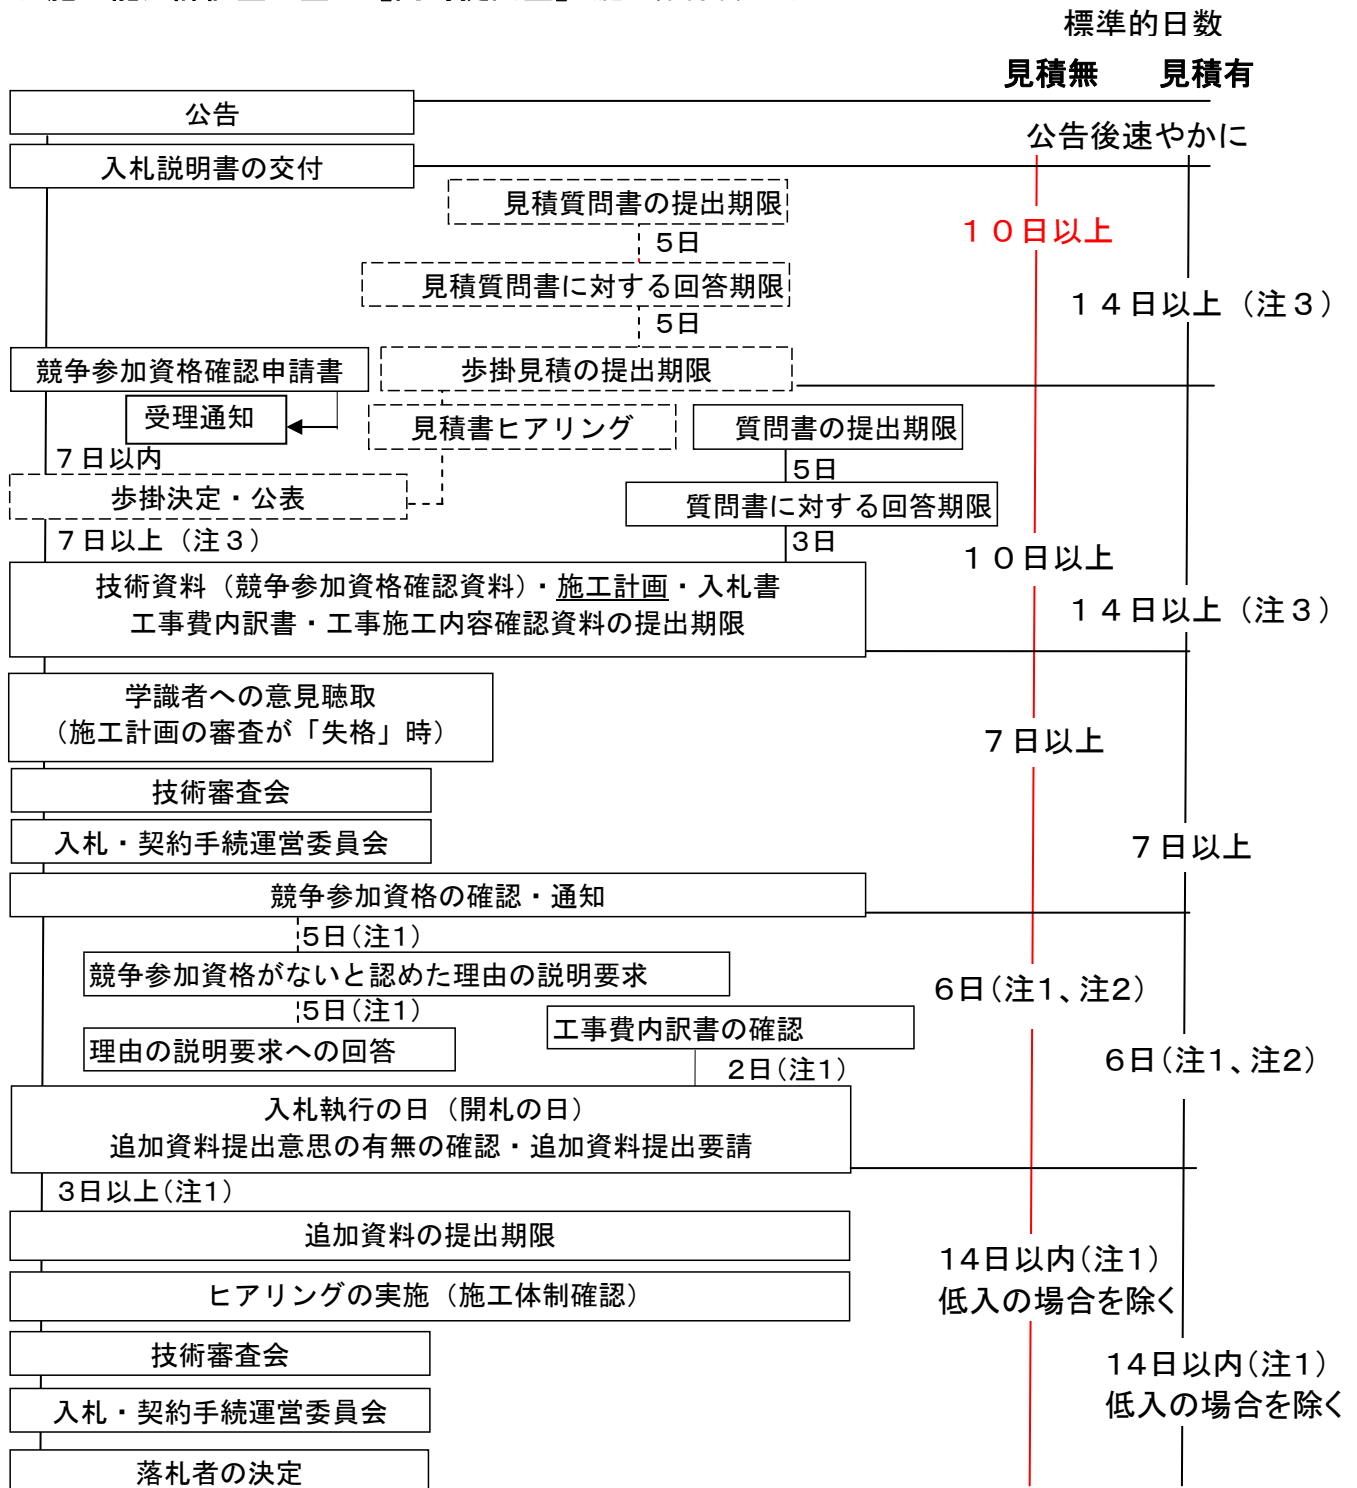 標準的日数
見積無 見積有
公告
公告後速やかに
入札説明書の交付
見積質問書の提出期限
１０日以上
5日
見積質問書に対する回答期限
１４日以上（注３）
5日
競争参加資格確認申請書
歩掛見積の提出期限
受理通知
見積書ヒアリング
質問書の提出期限
７日以内
5日
歩掛決定・公表
質問書に対する回答期限
７日以上（注３）
3日
１０日以上
技術資料（競争参加資格確認資料）・施工計画・入札書
工事費内訳書・工事施工内容確認資料の提出期限
１４日以上（注３）
学識者への意見聴取
（施工計画の審査が「失格」時）
７日以上
技術審査会
入札・契約手続運営委員会
７日以上
競争参加資格の確認・通知
5日（注1）
競争参加資格がないと認めた理由の説明要求
6日（注1、注2）
5日（注1）
工事費内訳書の確認
理由の説明要求への回答
6日（注1、注2）
2日（注1）
入札執行の日（開札の日）
追加資料提出意思の有無の確認・追加資料提出要請
3日以上（注1）
追加資料の提出期限
14日以内（注1）
低入の場合を除く
ヒアリングの実施（施工体制確認）
技術審査会
14日以内（注1）
低入の場合を除く
入札・契約手続運営委員会
落札者の決定